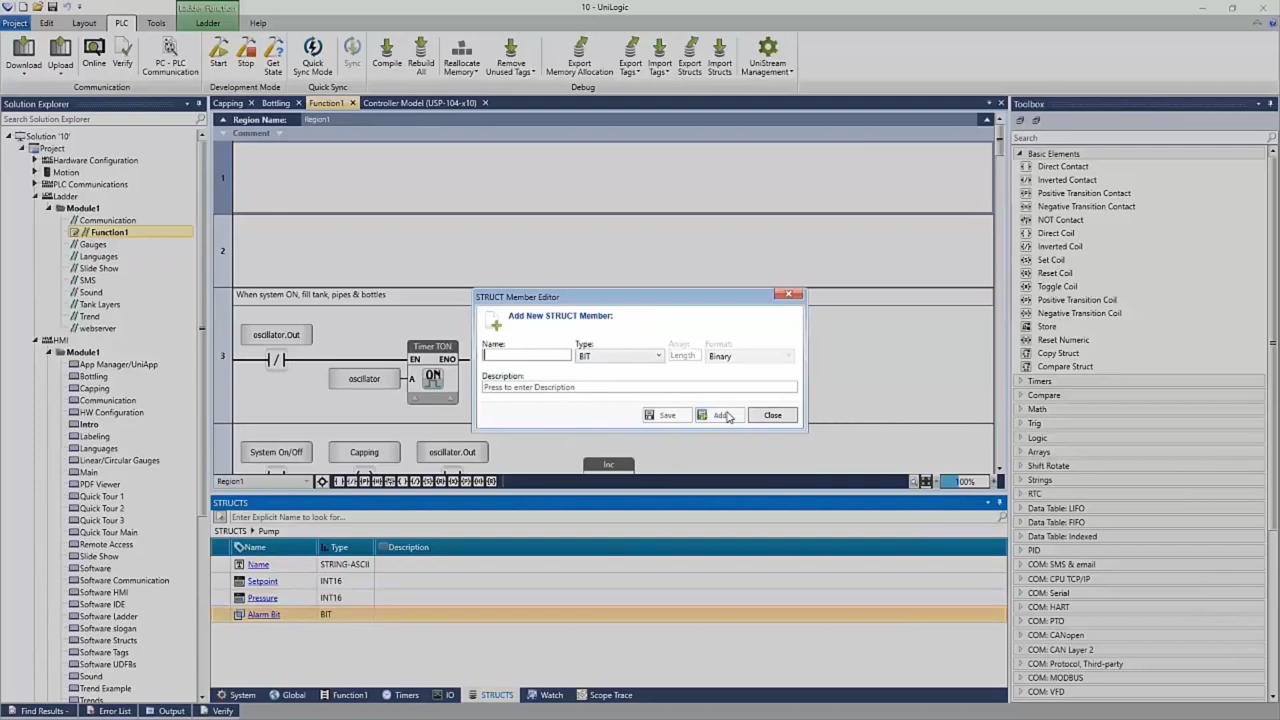 10 - UniLogic
Ladder Function
Project Edit Layout PLC Tools Ladder Help
Download Upload Online Verify PC - PLC Communication Start Stop Get State Quick Sync Mode Sync Compile Rebuild All Reallocate Memory Remove Unused Tags Export Memory Allocation Export Tags Import Tags Export Structs Import Structs UniStream Management
Communication Development Mode Quick Sync Debug
Solution Explorer
Search Solution Explorer
Solution '10'
Project
Hardware Configuration
Motion
PLC Communications
Ladder
Module1
Communication
Function1
Gauges
Languages
Slide Show
SMS
Sound
Tank Layers
Trend
webserver
HMI
Module1
App Manager/UniApp
Bottling
Capping
Communication
HW Configuration
Intro
Labeling
Languages
Linear/Circular Gauges
Main
PDF Viewer
Quick Tour 1
Quick Tour 2
Quick Tour 3
Quick Tour Main
Remote Access
Slide Show
Software
Software Communication
Software HMI
Software IDE
Software Ladder
Software slogan
Software Structs
Software Tags
Software UDFBs
Sound
Trend Example
Trends
Capping Bottling Function1 Controller Model (USP-104-x10)
Region Name: Region1
Comment
1
2
When system ON, fill tank, pipes & bottles
3
oscillator.Out
Timer TON
EN ENO
oscillator A ON
System On/Off Capping oscillator.Out
Inc
4
STRUCT Member Editor
Add New STRUCT Member:
Name: Type: Array: Format:
BIT Length Binary
Description:
Press to enter Description
Save Add Close
Region1 100%
STRUCTS
Enter Explicit Name to look for...
STRUCTS Pump
Name Type Description
Name STRING-ASCII
Setpoint INT16
Pressure INT16
Alarm Bit BIT
System Global Function1 Timers IO STRUCTS Watch Scope Trace
Toolbox
Search
Basic Elements
Direct Contact
Inverted Contact
Positive Transition Contact
Negative Transition Contact
NOT Contact
Direct Coil
Inverted Coil
Set Coil
Reset Coil
Toggle Coil
Positive Transition Coil
Negative Transition Coil
Store
Reset Numeric
Copy Struct
Compare Struct
Timers
Compare
Math
Trig
Logic
Arrays
Shift Rotate
Strings
RTC
Data Table: LIFO
Data Table: FIFO
Data Table: Indexed
PID
COM: SMS & email
COM: CPU TCP/IP
COM: Serial
COM: HART
COM: PTO
COM: CANopen
COM: CAN Layer 2
COM: Protocol, Third-party
COM: MODBUS
COM: VFD
Find Results - Error List Output Verify